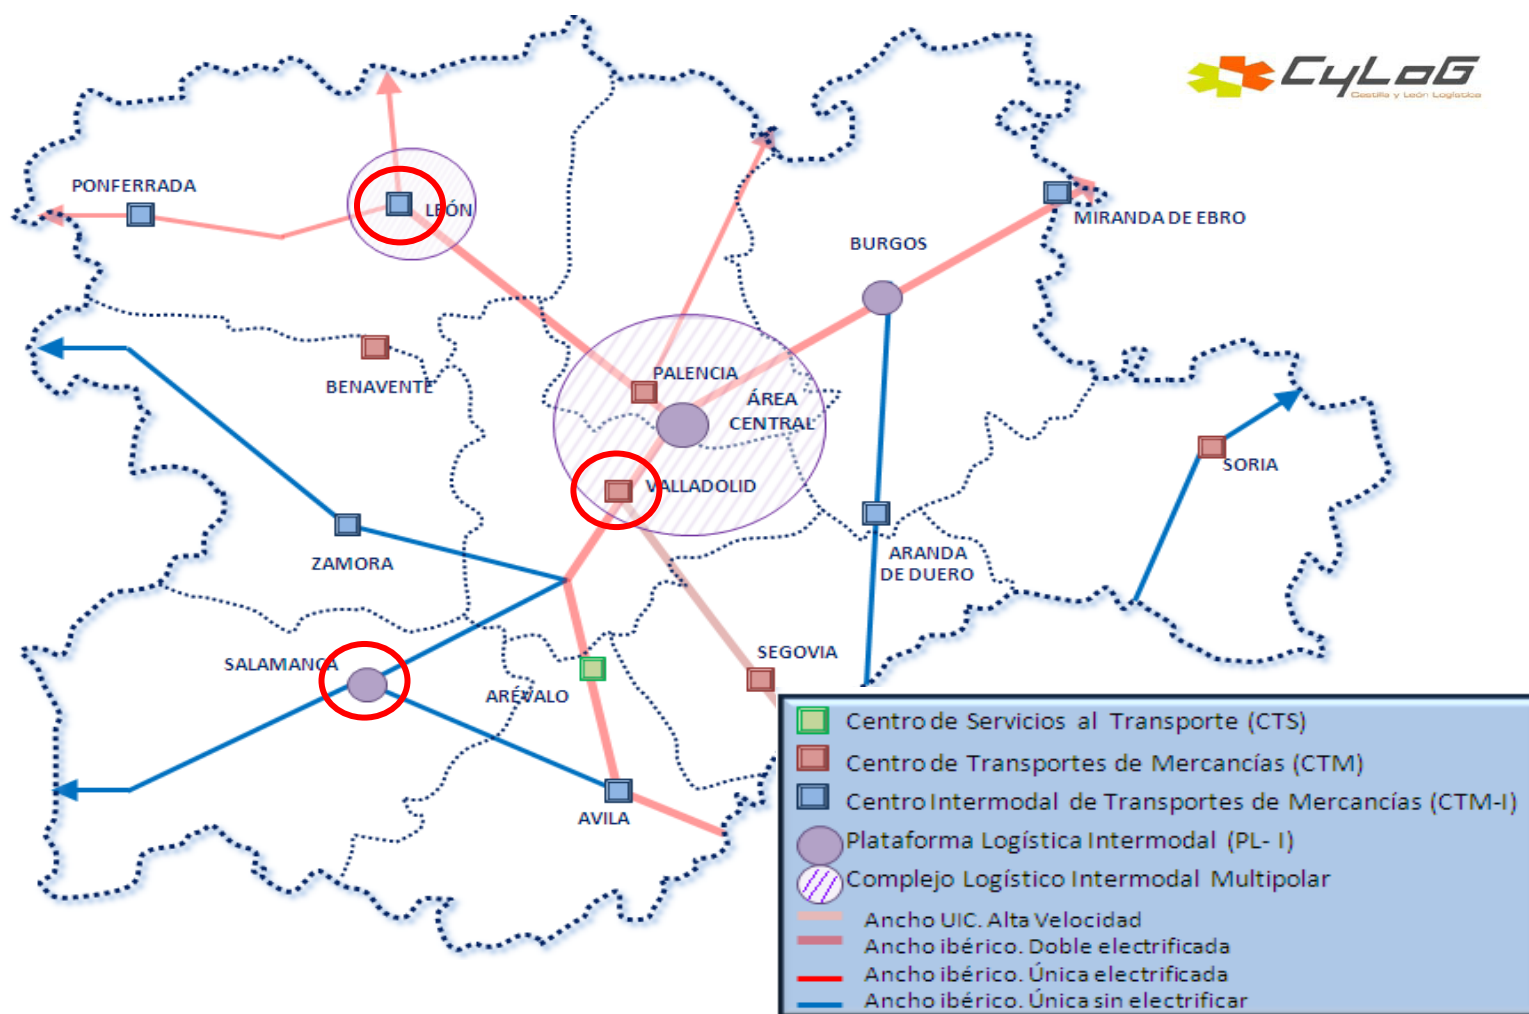 CyLoG
Castilla y León Logística
PONFERRADA
LEÓN
MIRANDA DE EBRO
BURGOS
BENAVENTE
PALENCIA
ÁREA
CENTRAL
VALLADOLID
SORIA
ZAMORA
ARANDA
DE DUERO
SALAMANCA
ARÉVALO
SEGOVIA
AVILA
Centro de Servicios al Transporte (CTS)
Centro de Transportes de Mercancías (CTM)
Centro Intermodal de Transportes de Mercancías (CTM-I)
Plataforma Logística Intermodal (PL- I)
Complejo Logístico Intermodal Multipolar
Ancho UIC. Alta Velocidad
Ancho ibérico. Doble electrificada
Ancho ibérico. Única electrificada
Ancho ibérico. Única sin electrificar